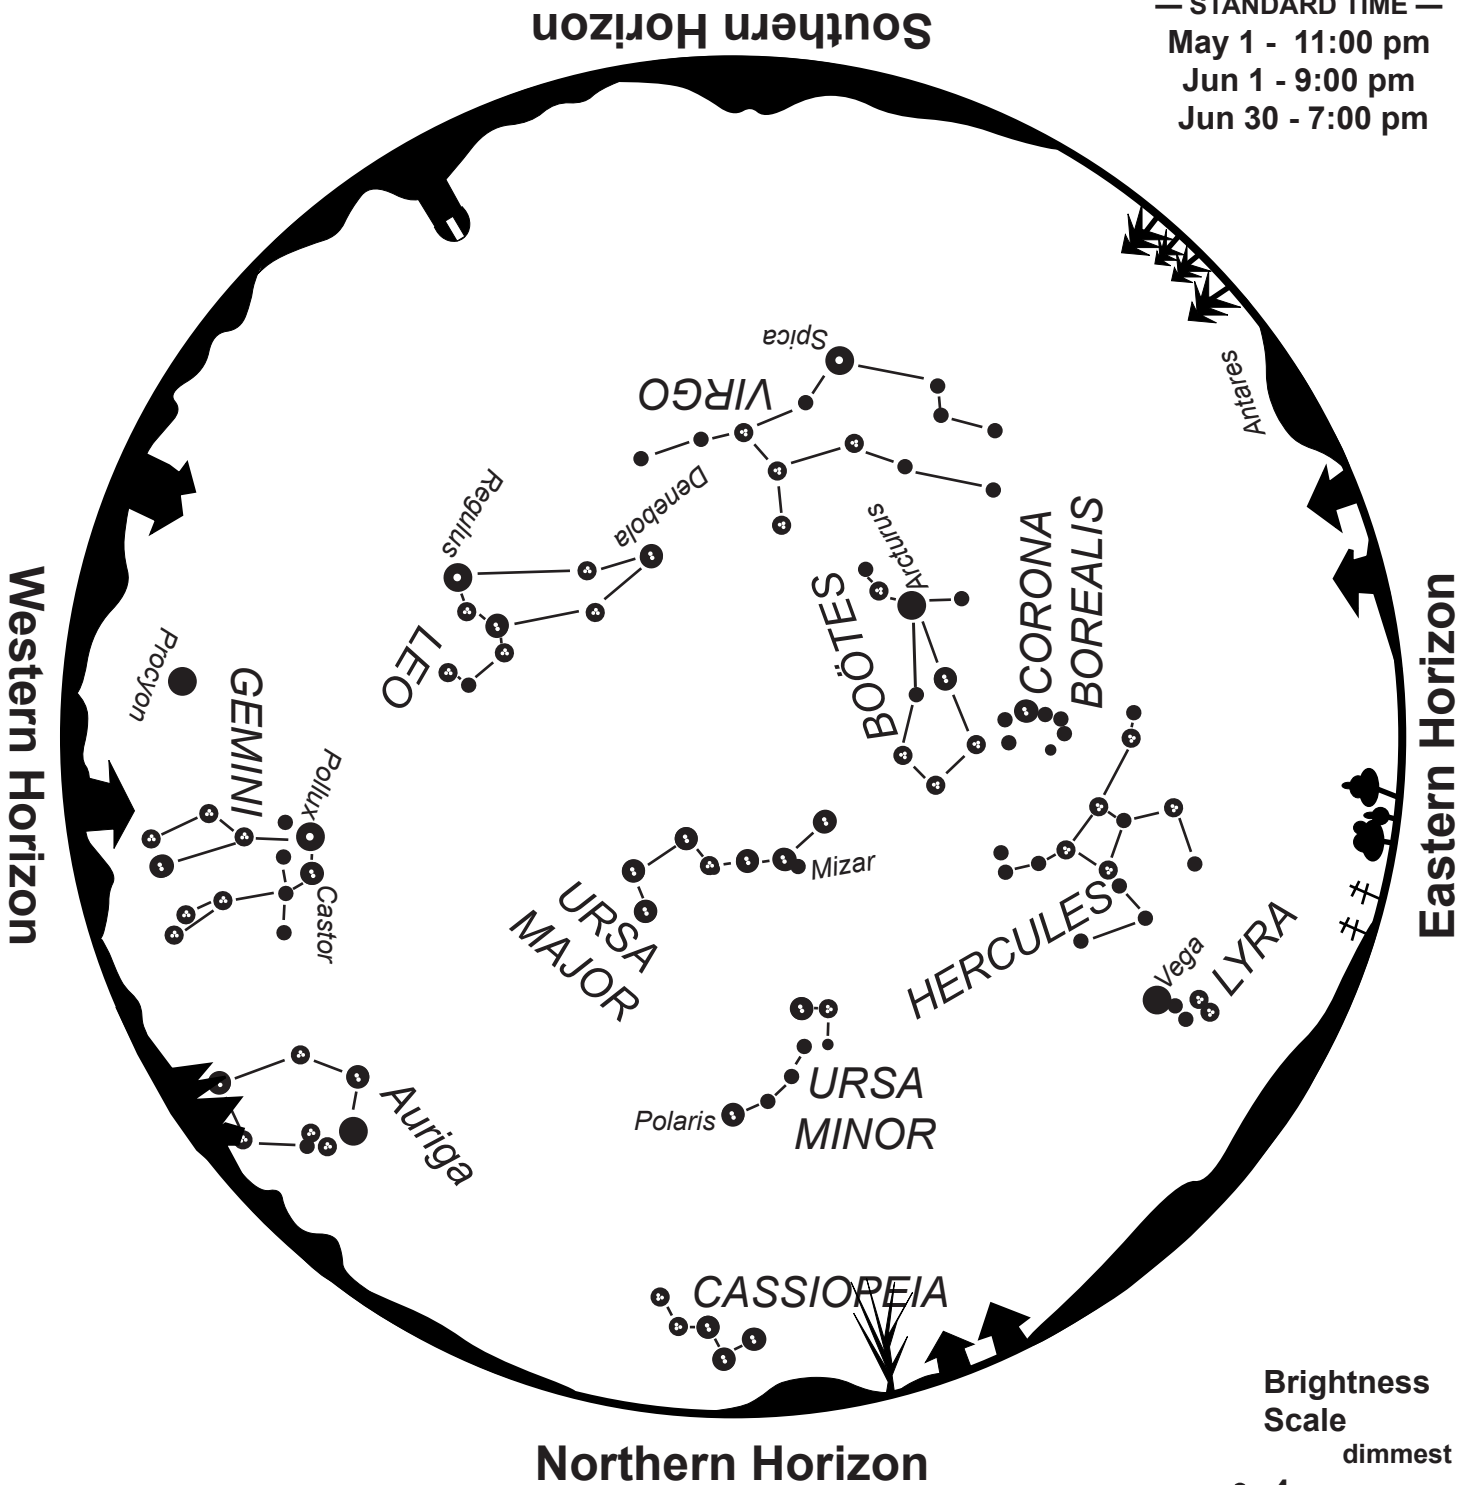 — STANDARD TIME —
May 1 - 11:00 pm
Jun 1 - 9:00 pm
Jun 30 - 7:00 pm
Southern Horizon
Spica
VIRGO
Antares
Regulus
Denebola
Arcturus
CORONA
BOREALIS
BOÖTES
LEO
Western Horizon
Eastern Horizon
Procyon
GEMINI
Pollux
Castor
Mizar
URSA
MAJOR
HERCULES
Vega
LYRA
URSA
MINOR
Polaris
Auriga
CASSIOPEIA
Northern Horizon
Brightness
Scale
dimmest